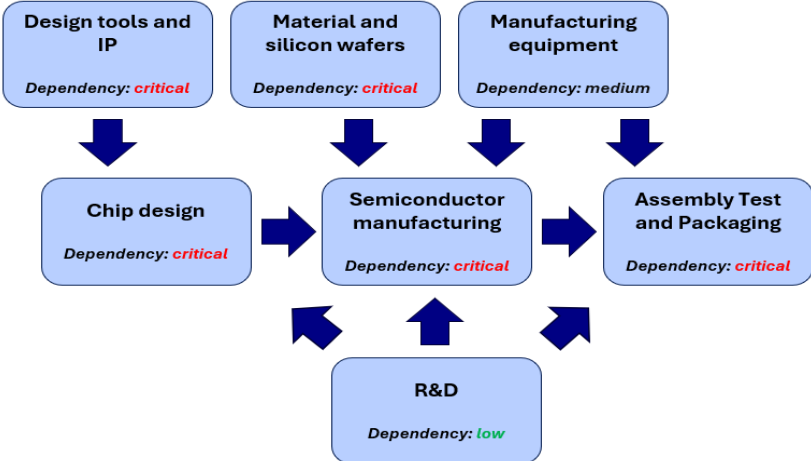 Design tools and
IP
Dependency: critical
Material and
silicon wafers
Dependency: critical
Manufacturing
equipment
Dependency: medium
Chip design
Dependency: critical
Semiconductor
manufacturing
Dependency: critical
Assembly Test
and Packaging
Dependency: critical
R&D
Dependency: low